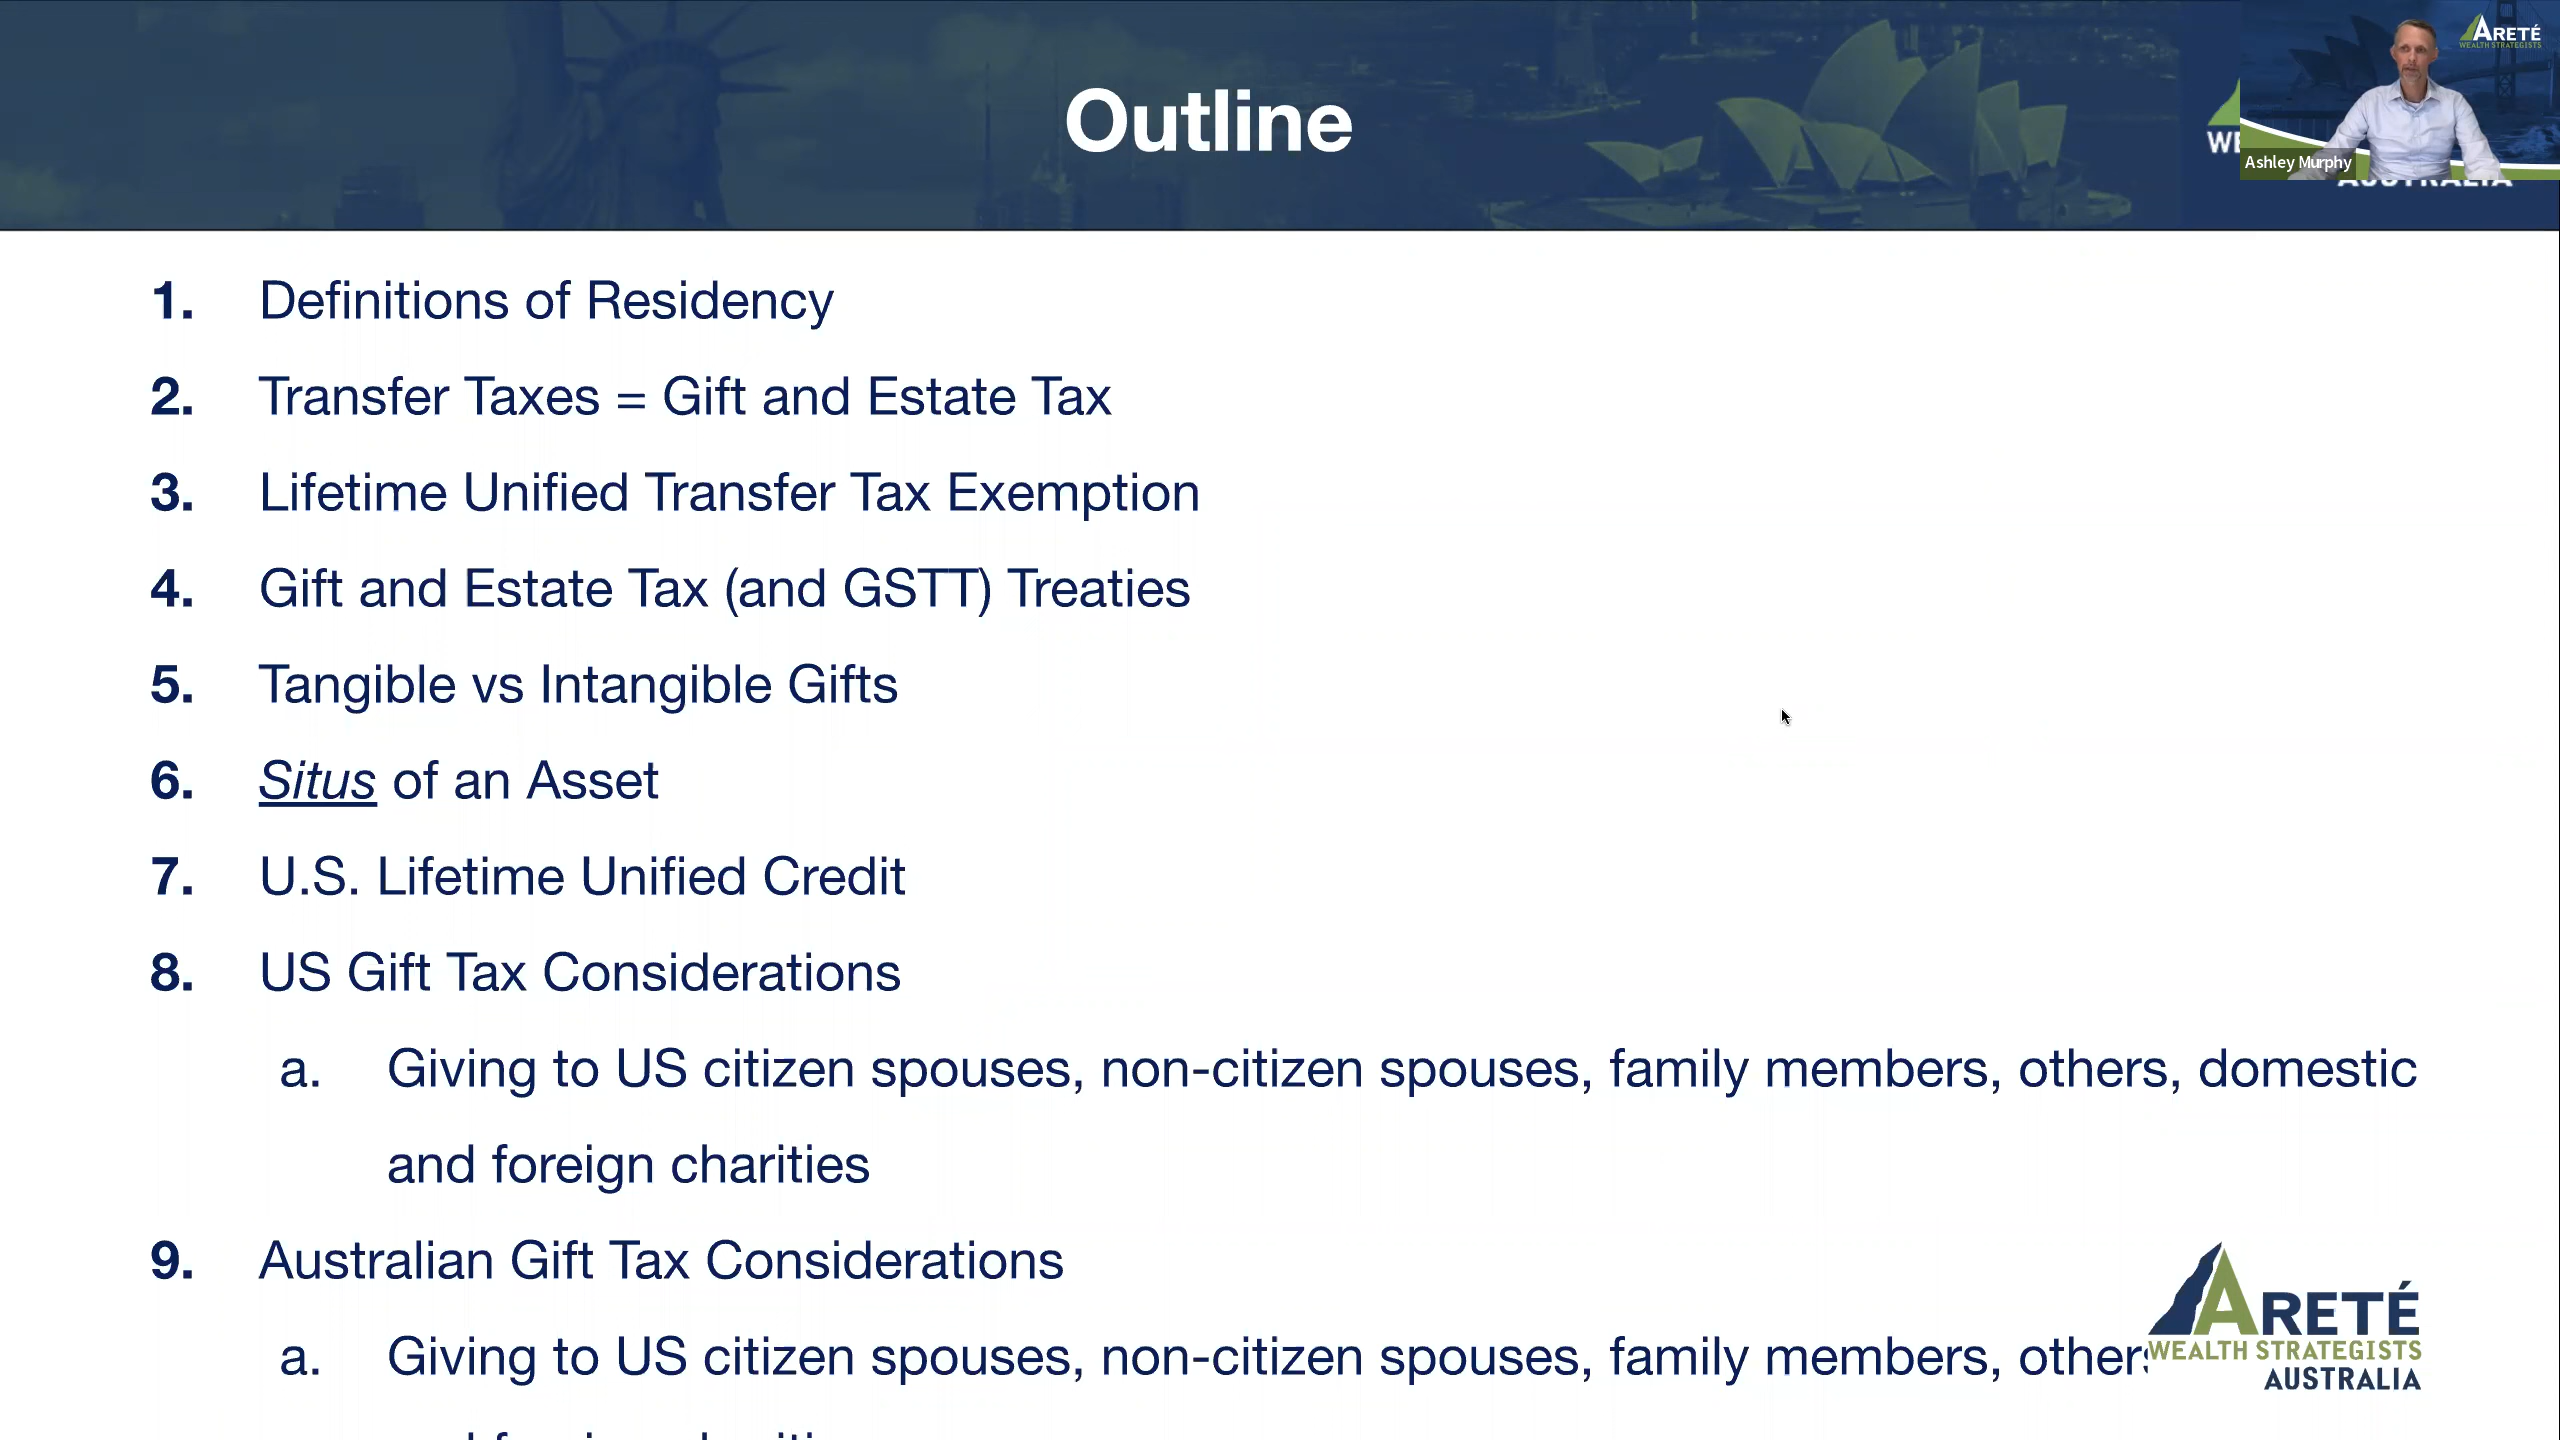 Outline
ARETÉ
WEALTH STRATEGISTS
WE
Ashley Murphy
AUSTRALIA
1. Definitions of Residency
2. Transfer Taxes = Gift and Estate Tax
3. Lifetime Unified Transfer Tax Exemption
4. Gift and Estate Tax (and GSTT) Treaties
5. Tangible vs Intangible Gifts
6. Situs of an Asset
7. U.S. Lifetime Unified Credit
8. US Gift Tax Considerations
a. Giving to US citizen spouses, non-citizen spouses, family members, others, domestic
and foreign charities
9. Australian Gift Tax Considerations
a. Giving to US citizen spouses, non-citizen spouses, family members, others
ARETÉ
WEALTH STRATEGISTS
AUSTRALIA